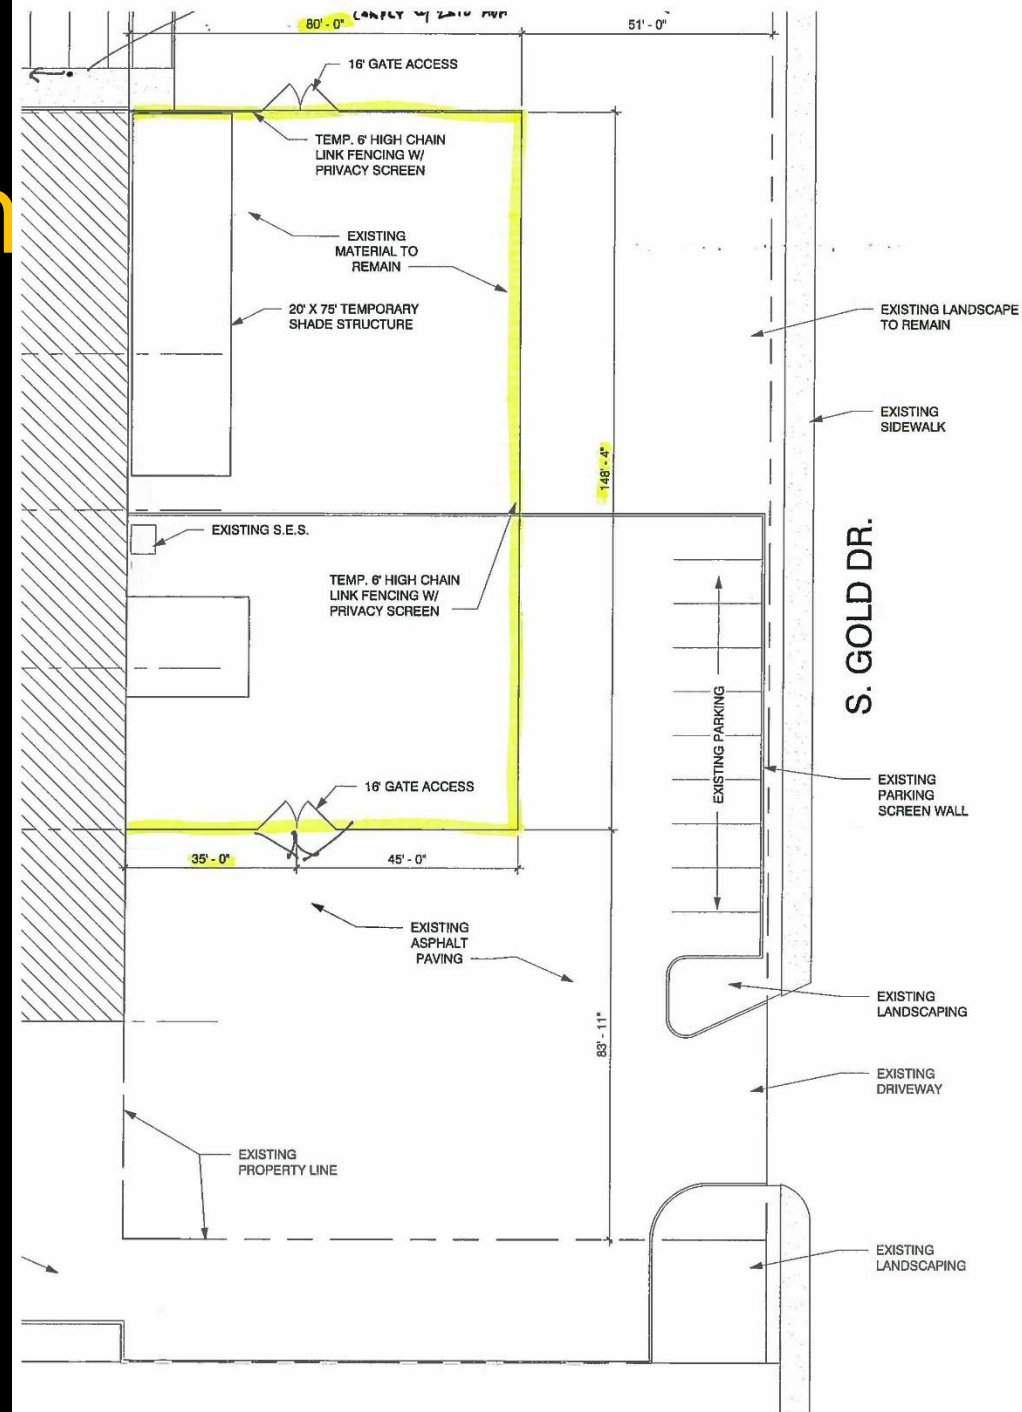 80' - 0"
51' - 0"
16' GATE ACCESS
TEMP. 6' HIGH CHAIN
LINK FENCING W/
PRIVACY SCREEN
EXISTING
MATERIAL TO
REMAIN
20' X 75' TEMPORARY
SHADE STRUCTURE
EXISTING LANDSCAPE
TO REMAIN
EXISTING
SIDEWALK
148' - 4"
EXISTING S.E.S.
TEMP. 6' HIGH CHAIN
LINK FENCING W/
PRIVACY SCREEN
S. GOLD DR.
EXISTING PARKING
16' GATE ACCESS
EXISTING
PARKING
SCREEN WALL
35' - 0"
45' - 0"
EXISTING
ASPHALT
PAVING
EXISTING
LANDSCAPING
83' - 11"
EXISTING
DRIVEWAY
EXISTING
PROPERTY LINE
EXISTING
LANDSCAPING